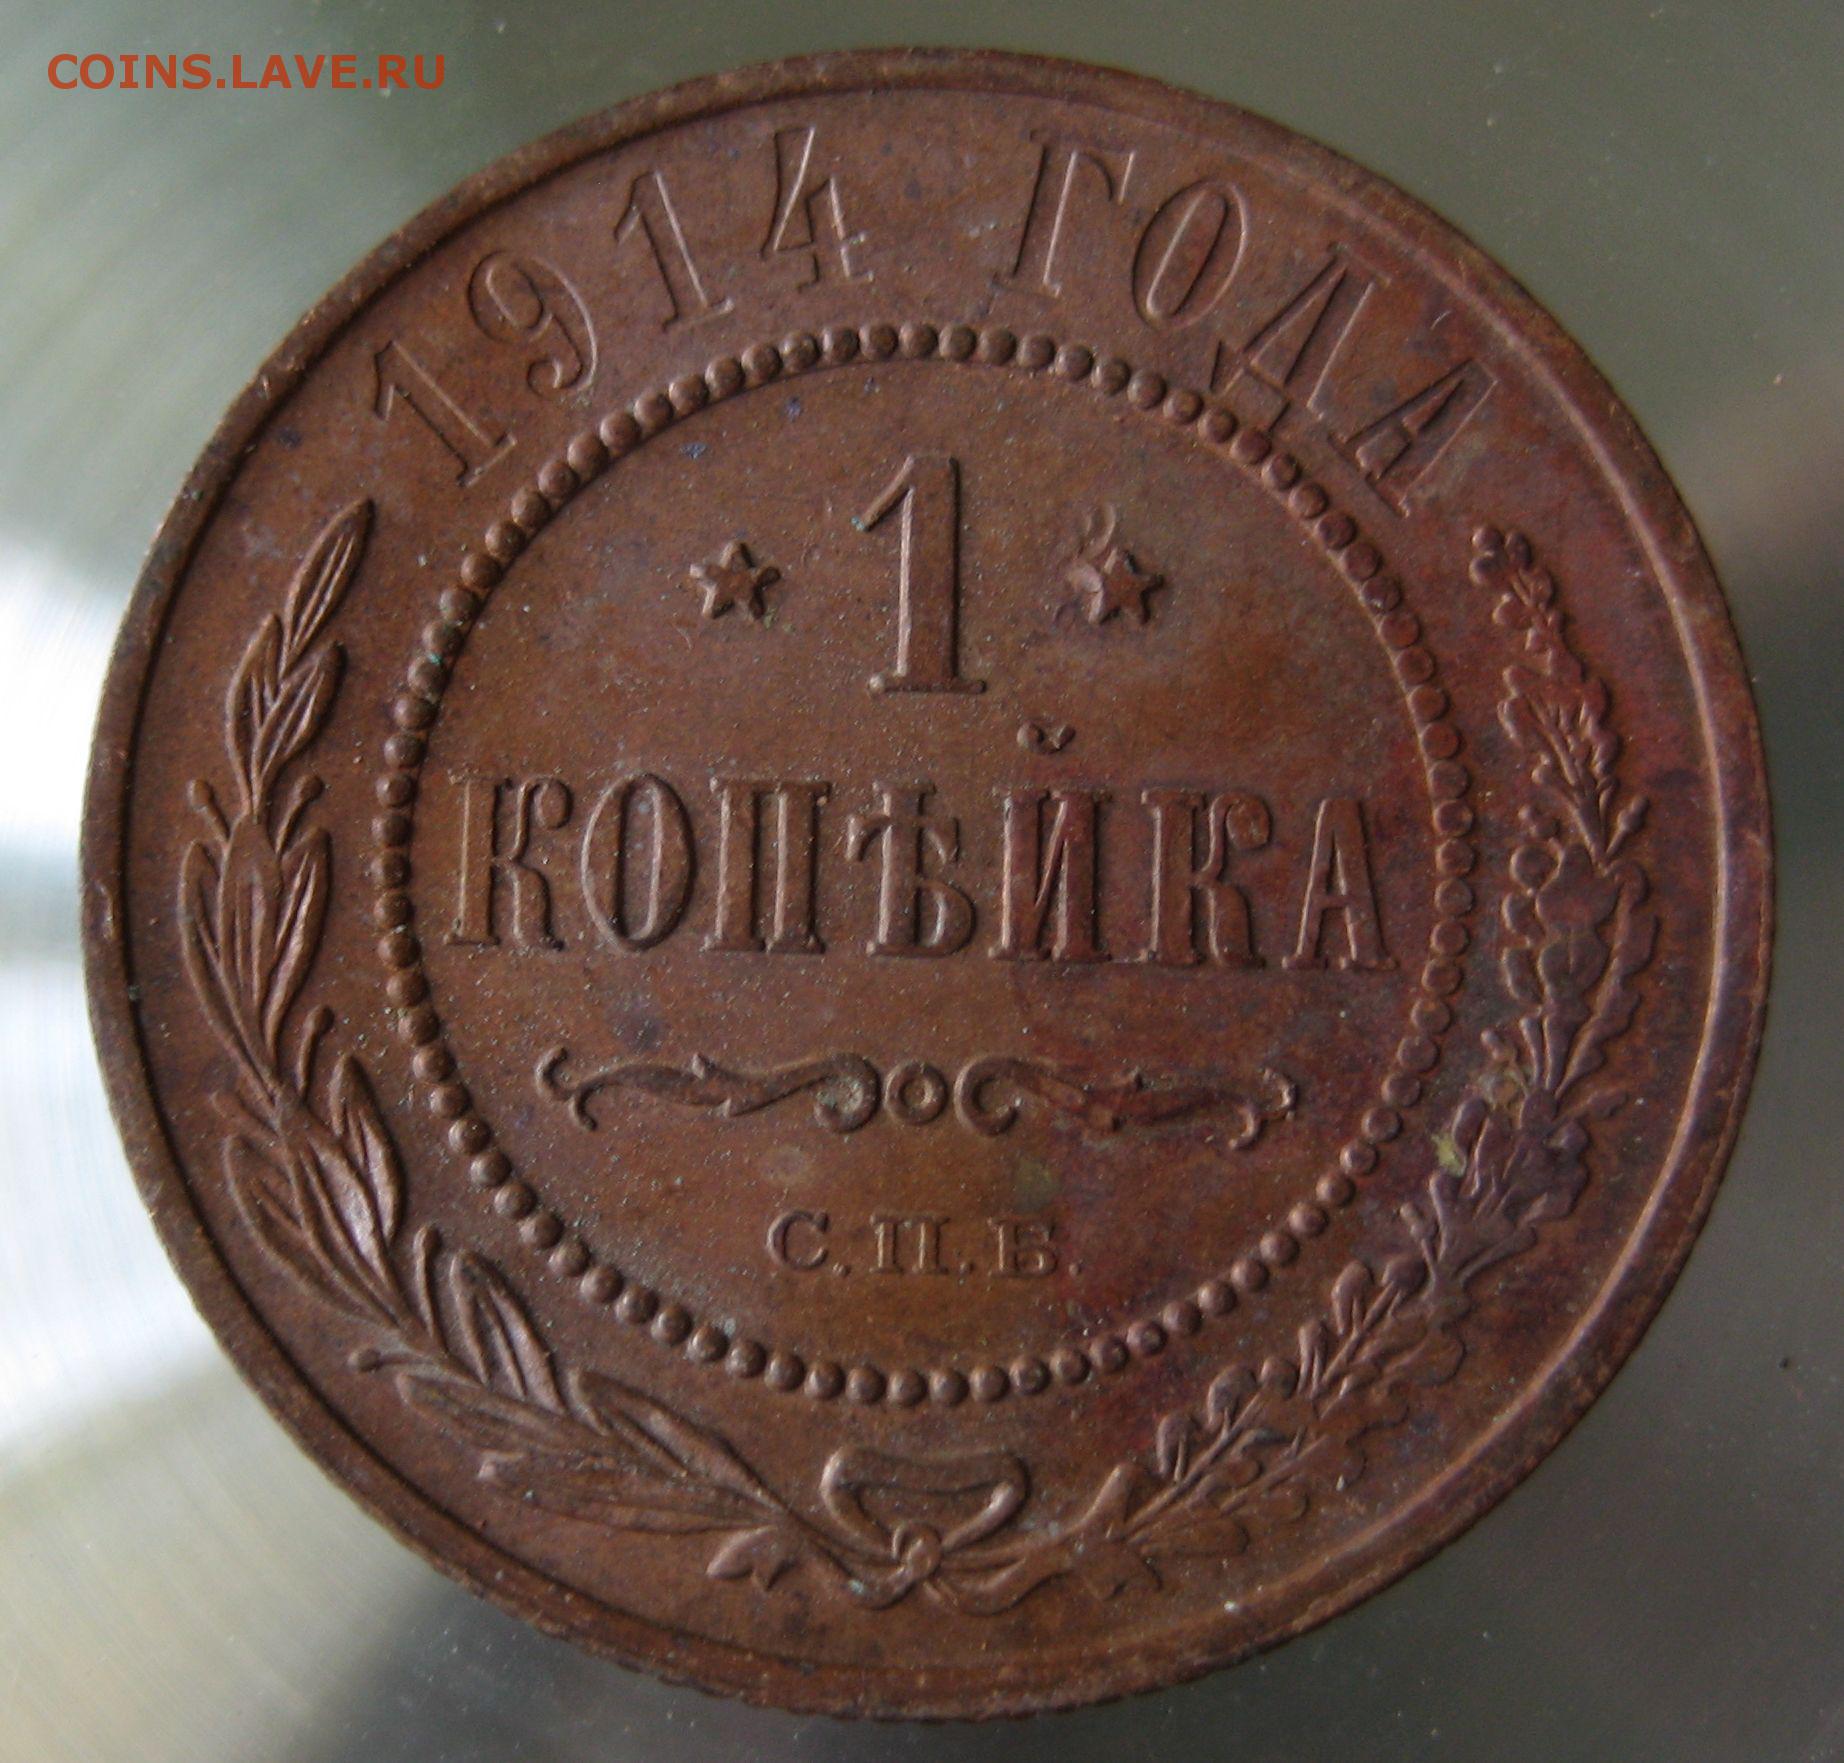 COINS.LAVE.RU
1914 ГОДА
* 1 *
КОПѢЙКА
С.П.Б.